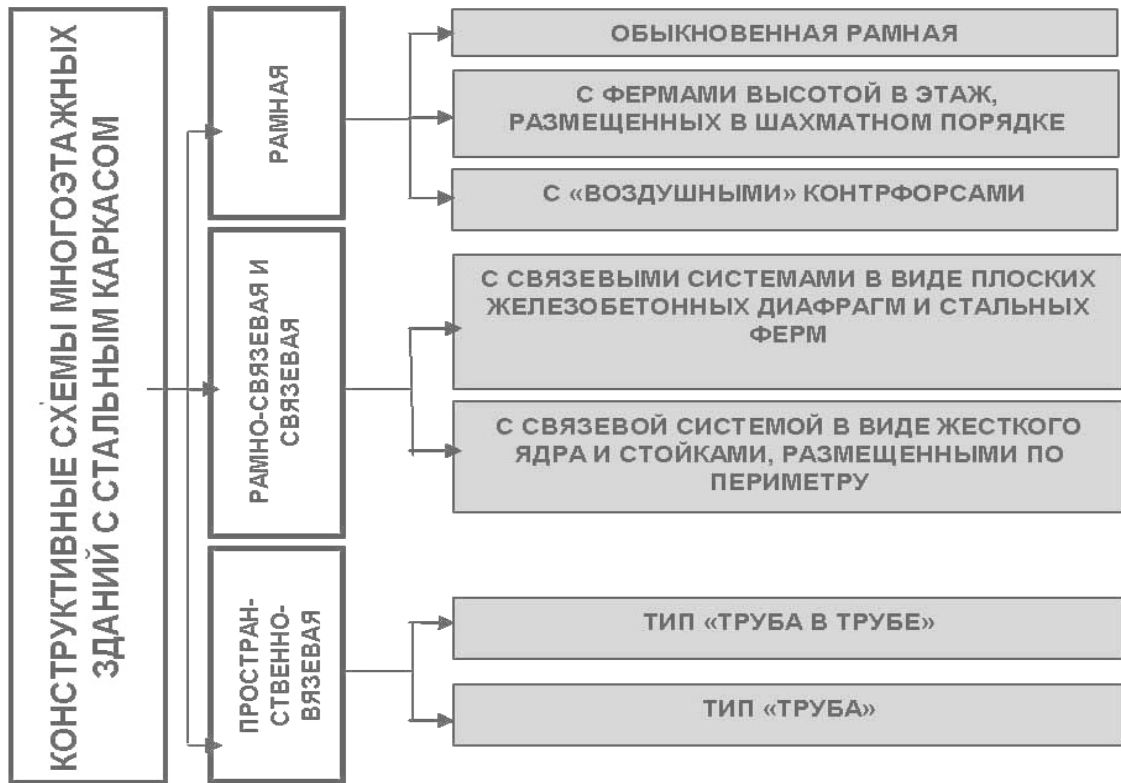 КОНСТРУКТИВНЫЕ СХЕМЫ МНОГОЭТАЖНЫХ
ЗДАНИЙ С СТАЛЬНЫМ КАРКАСОМ
РАМНАЯ
ОБЫКНОВЕННАЯ РАМНАЯ
С ФЕРМАМИ ВЫСОТОЙ В ЭТАЖ,
РАЗМЕЩЕННЫХ В ШАХМАТНОМ ПОРЯДКЕ
С «ВОЗДУШНЫМИ» КОНТРФОРСАМИ
РАМНО-СВЯЗЕВАЯ И
СВЯЗЕВАЯ
С СВЯЗЕВЫМИ СИСТЕМАМИ В ВИДЕ ПЛОСКИХ
ЖЕЛЕЗОБЕТОННЫХ ДИАФРАГМ И СТАЛЬНЫХ
ФЕРМ
С СВЯЗЕВОЙ СИСТЕМОЙ В ВИДЕ ЖЕСТКОГО
ЯДРА И СТОЙКАМИ, РАЗМЕЩЕННЫМИ ПО
ПЕРИМЕТРУ
ПРОСТРАН-
СТВЕННО-
ВЯЗЕВАЯ
ТИП «ТРУБА В ТРУБЕ»
ТИП «ТРУБА»